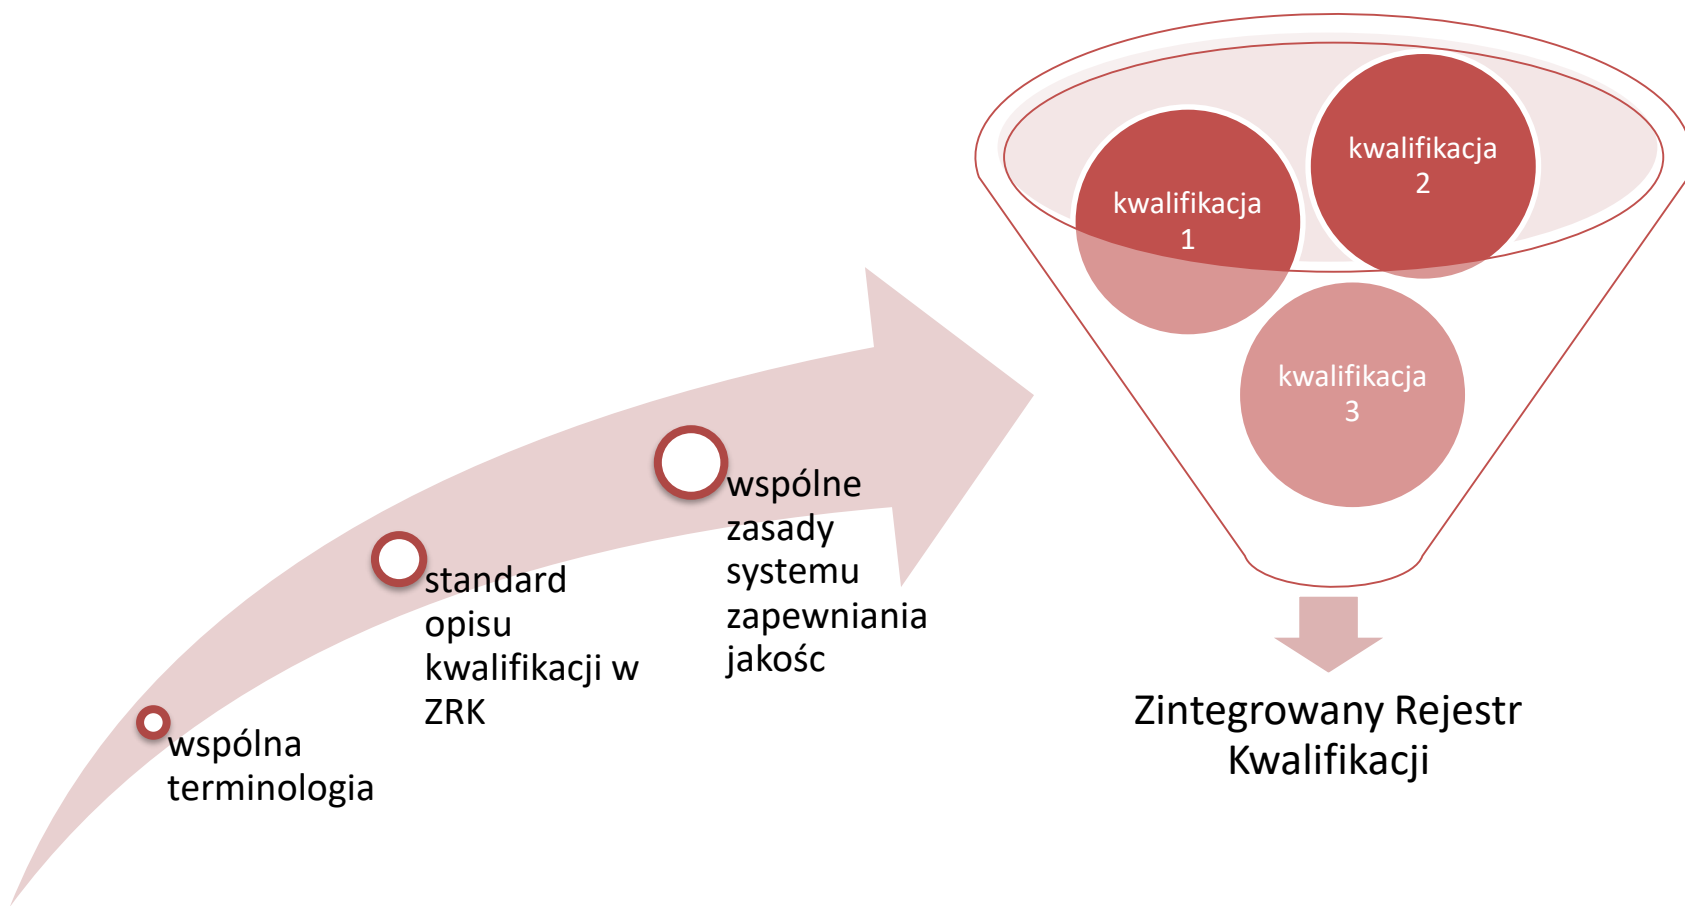 wspólna
terminologia
standard
opisu
kwalifikacji w
ZRK
wspólne
zasady
systemu
zapewniania
jakośc
kwalifikacja
1
kwalifikacja
2
kwalifikacja
3
Zintegrowany Rejestr
Kwalifikacji